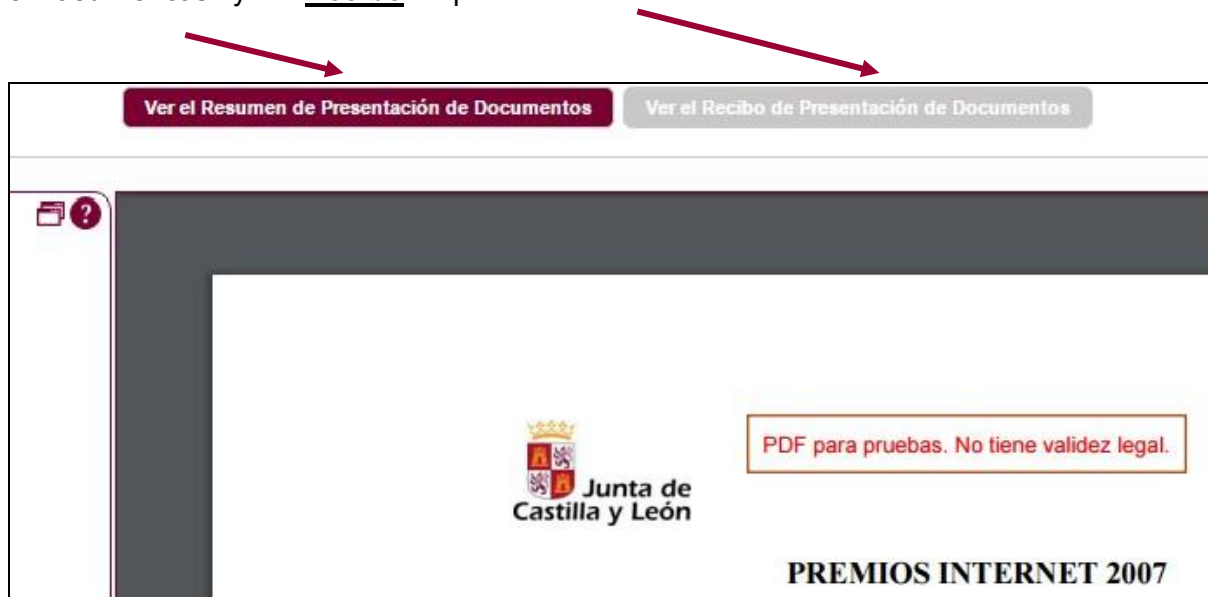 Ver el Resumen de Presentación de Documentos Ver el Recibo de Presentación de Documentos
?
PDF para pruebas. No tiene validez legal.
Junta de
Castilla y León
PREMIOS INTERNET 2007